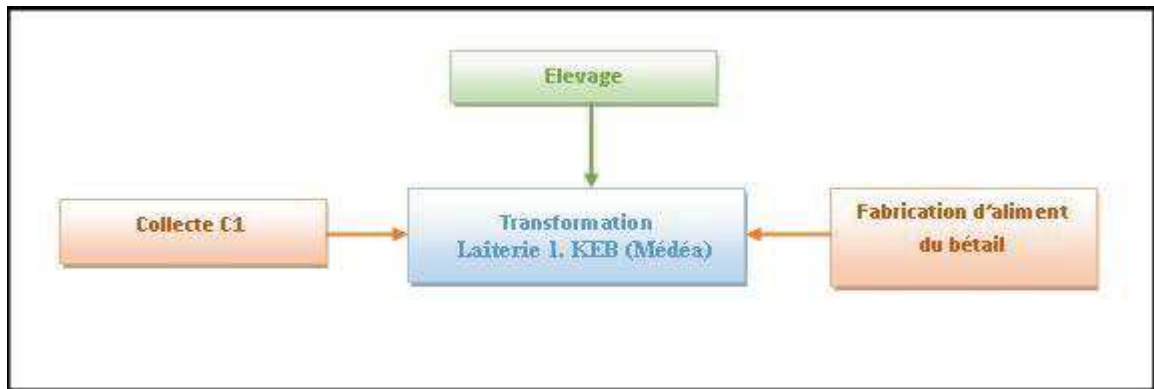 Elevage
Collecte C1
Transformation
Laiterie 1. KEB (Médéa)
Fabrication d'aliment
du bétail